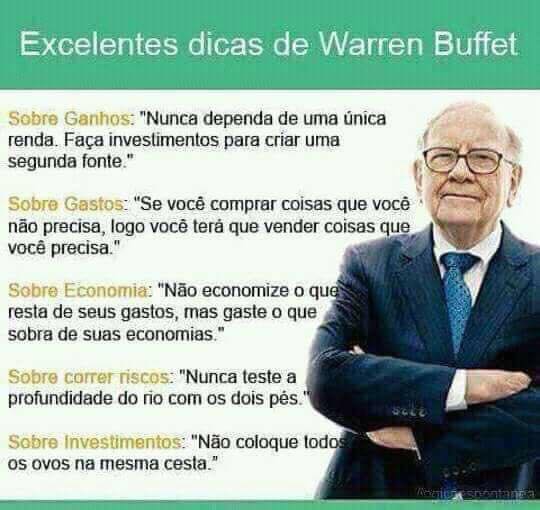 Excelentes dicas de Warren Buffet
Sobre Ganhos: "Nunca dependa de uma única
renda. Faça investimentos para criar uma
segunda fonte."
Sobre Gastos: "Se você comprar coisas que você
não precisa, logo você terá que vender coisas que
você precisa."
Sobre Economia: "Não economize o que
resta de seus gastos, mas gaste o que
sobra de suas economias."
Sobre correr riscos: "Nunca teste a
profundidade do rio com os dois pés."
Sobre Investimentos: "Não coloque todos
os ovos na mesma cesta."